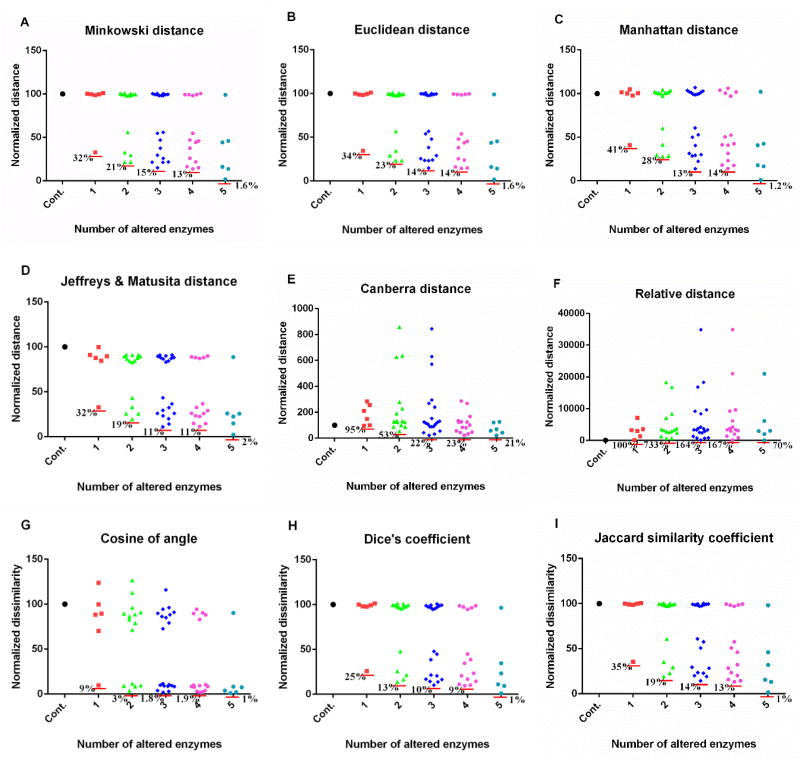 A
Minkowski distance
Normalized distance
150
100
50
0
32%
21%
15%
13%
1.6%
Cont.
1
2
3
4
5
Number of altered enzymes
B
Euclidean distance
Normalized distance
150
100
50
0
34%
23%
14%
14%
1.6%
Cont.
1
2
3
4
5
Number of altered enzymes
C
Manhattan distance
Normalized distance
150
100
50
0
41%
28%
13%
14%
1.2%
Cont.
1
2
3
4
5
Number of altered enzymes
D
Jeffreys & Matusita distance
Normalized distance
150
100
50
0
32%
19%
11%
11%
2%
Cont.
1
2
3
4
5
Number of altered enzymes
E
Canberra distance
Normalized distance
1000
800
600
400
200
0
95%
53%
22%
23%
21%
Cont.
1
2
3
4
5
Number of altered enzymes
F
Relative distance
Normalized distance
40000
30000
20000
10000
0
100%
733%
164%
167%
70%
Cont.
1
2
3
4
5
Number of altered enzymes
G
Cosine of angle
Normalized dissimilarity
150
100
50
0
9%
3%
1.8%
1.9%
1%
Cont.
1
2
3
4
5
Number of altered enzymes
H
Dice's coefficient
Normalized dissimilarity
150
100
50
0
25%
13%
10%
9%
1%
Cont.
1
2
3
4
5
Number of altered enzymes
I
Jaccard similarity coefficient
Normalized dissimilarity
150
100
50
0
35%
19%
14%
13%
1%
Cont.
1
2
3
4
5
Number of altered enzymes